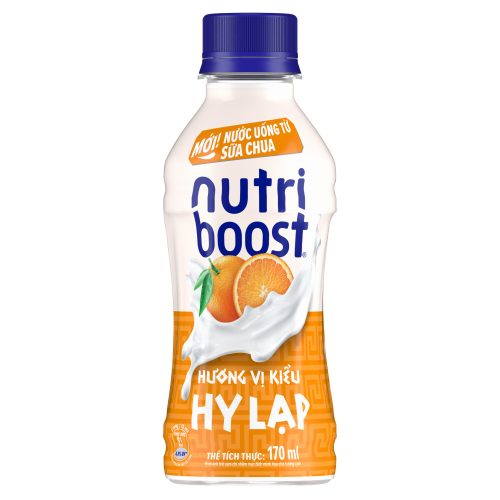 MỚI! NƯỚC UỐNG TỪ
SỮA CHUA
nutri
boost
HƯƠNG VỊ KIỂU
HY LẠP
THỂ TÍCH THỰC: 170 ml